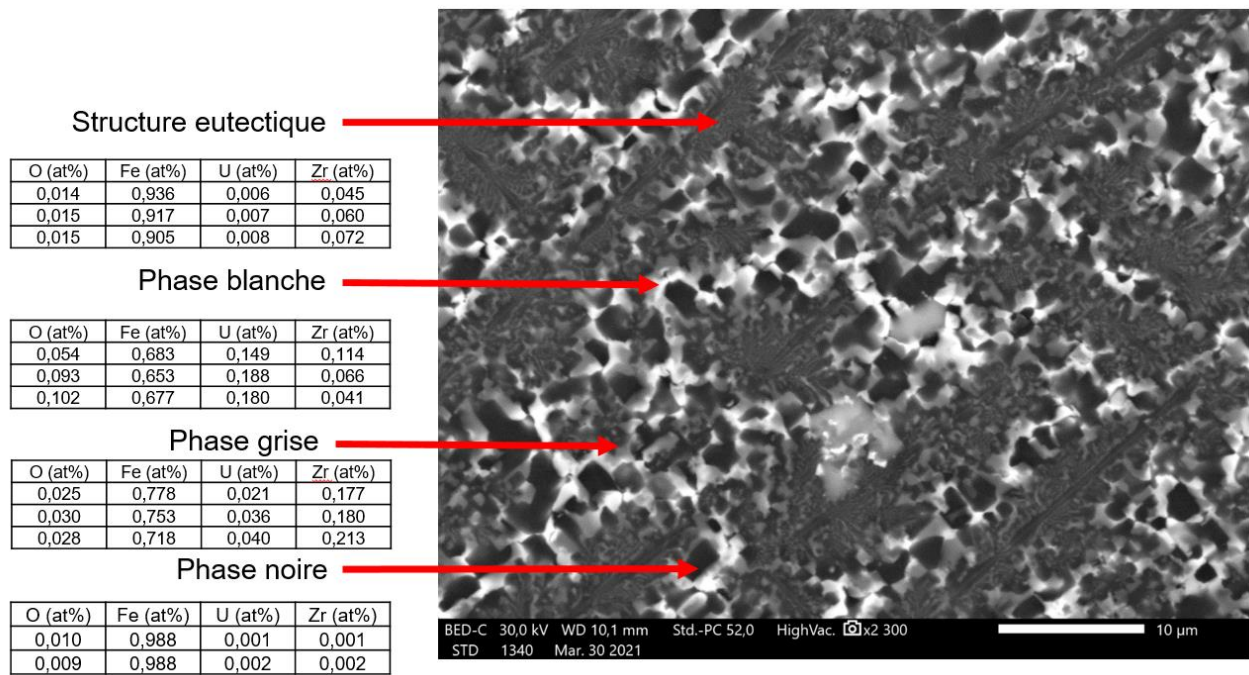 Structure eutectique
O (at%) Fe (at%) U (at%) Zr (at%)
0,014 0,936 0,006 0,045
0,015 0,917 0,007 0,060
0,015 0,905 0,008 0,072
Phase blanche
O (at%) Fe (at%) U (at%) Zr (at%)
0,054 0,683 0,149 0,114
0,093 0,653 0,188 0,066
0,102 0,677 0,180 0,041
Phase grise
O (at%) Fe (at%) U (at%) Zr (at%)
0,025 0,778 0,021 0,177
0,030 0,753 0,036 0,180
0,028 0,718 0,040 0,213
Phase noire
O (at%) Fe (at%) U (at%) Zr (at%)
0,010 0,988 0,001 0,001
0,009 0,988 0,002 0,002
BED-C 30,0 kV WD 10,1 mm Std.-PC 52,0 HighVac. x2 300 10 µm
STD 1340 Mar. 30 2021